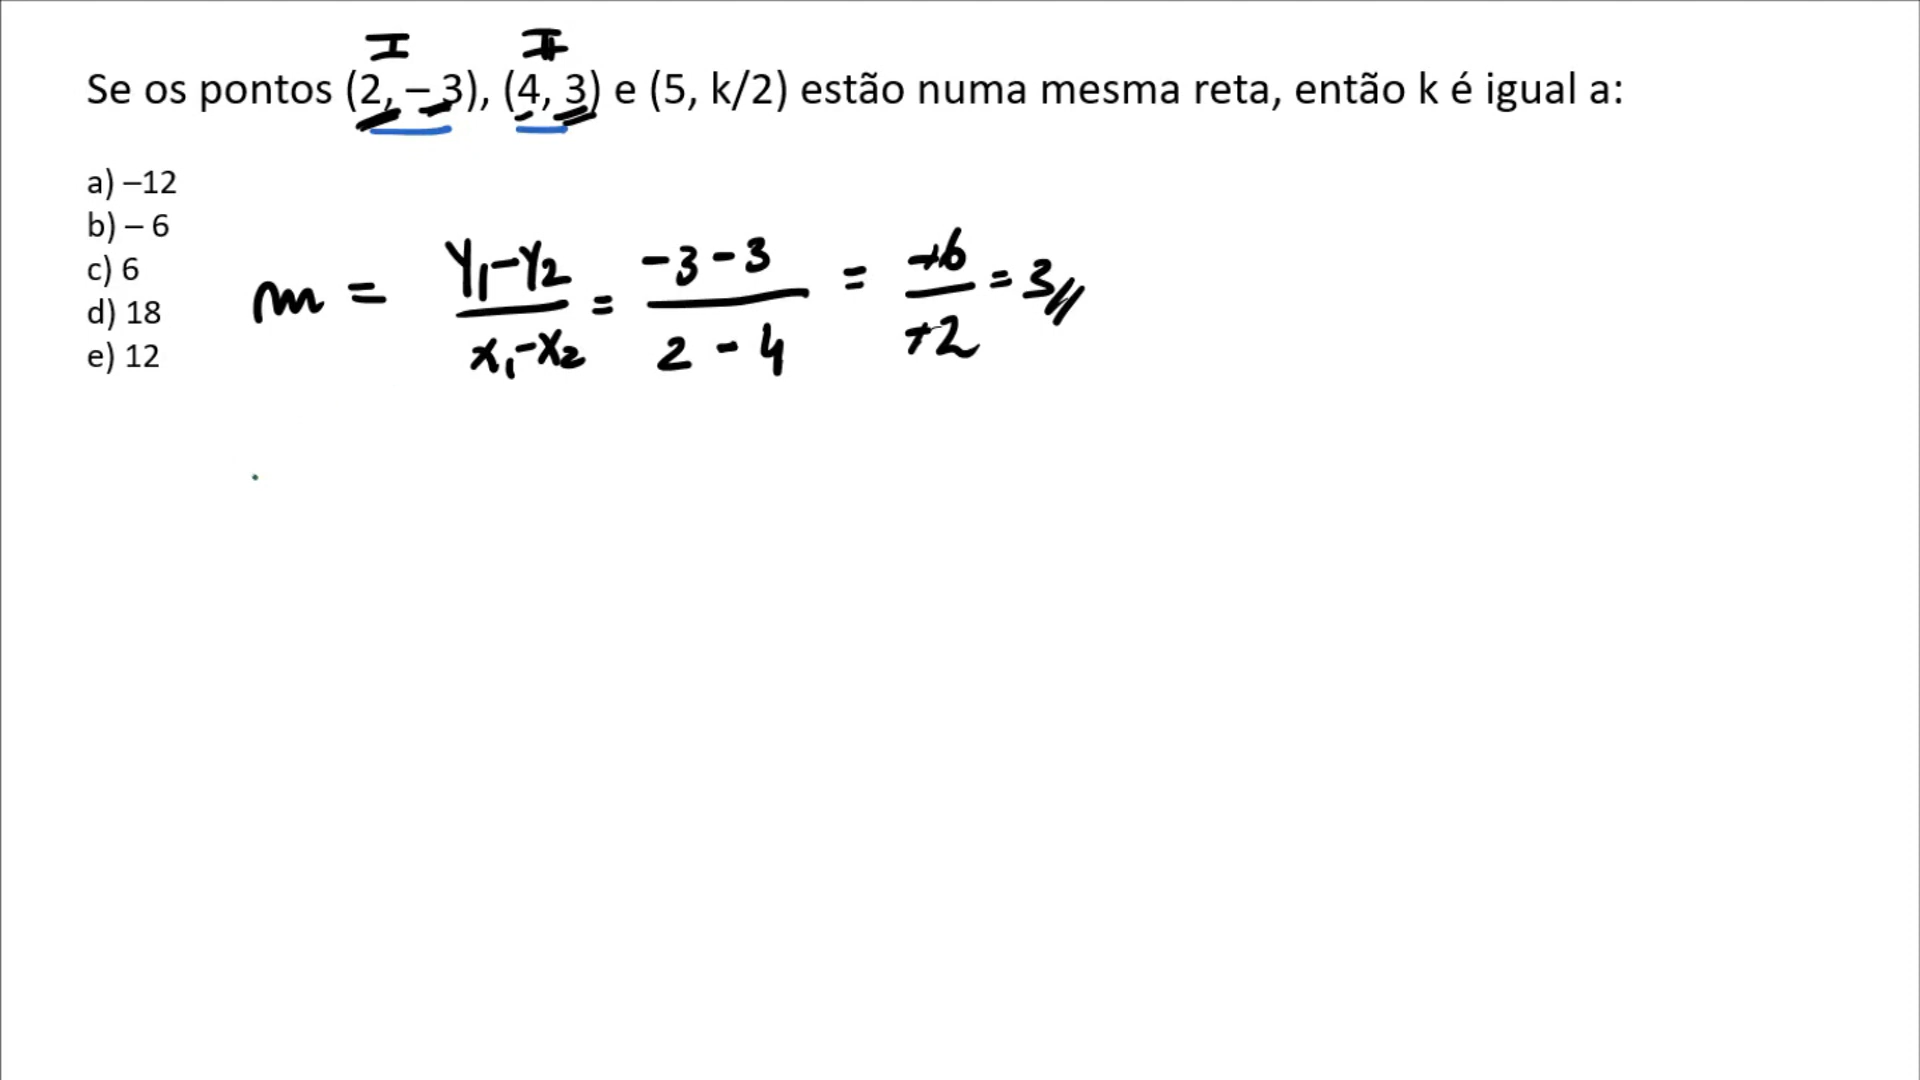 I II
Se os pontos (2, – 3), (4, 3) e (5, k/2) estão numa mesma reta, então k é igual a:
a) –12
b) – 6
c) 6
d) 18
e) 12
m = Y1-Y2 / X1-X2 = -3-3 / 2-4 = +6 / +2 = 3//